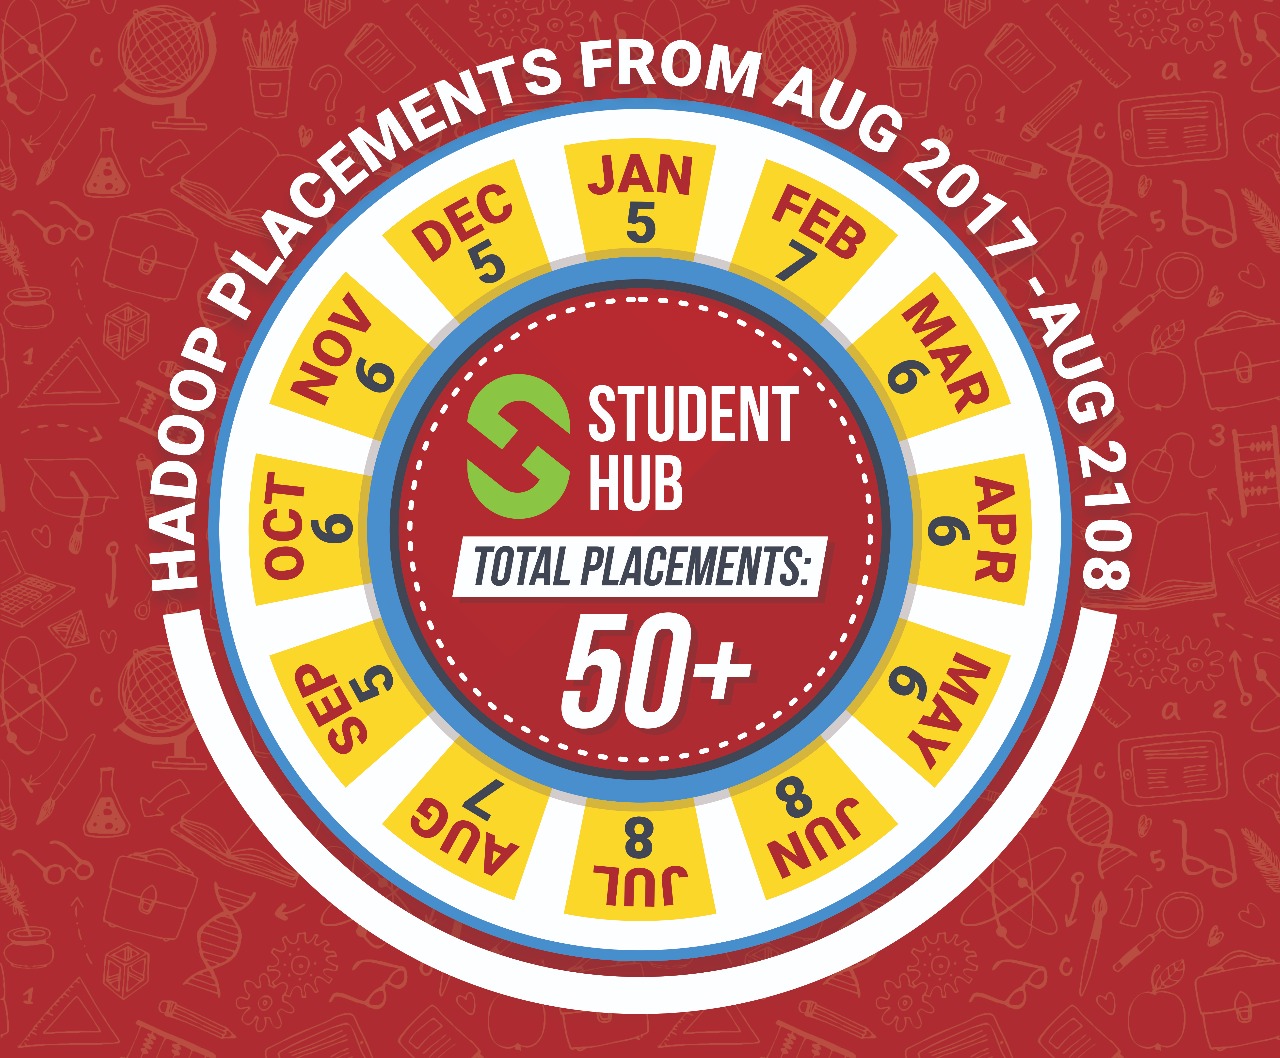 HADOOP PLACEMENTS FROM AUG 2017 -AUG 2108
JAN
5
FEB
7
MAR
6
APR
6
MAY
6
JUN
8
JUL
8
AUG
7
SEP
5
OCT
6
NOV
6
DEC
5
STUDENT
HUB
TOTAL PLACEMENTS:
50+